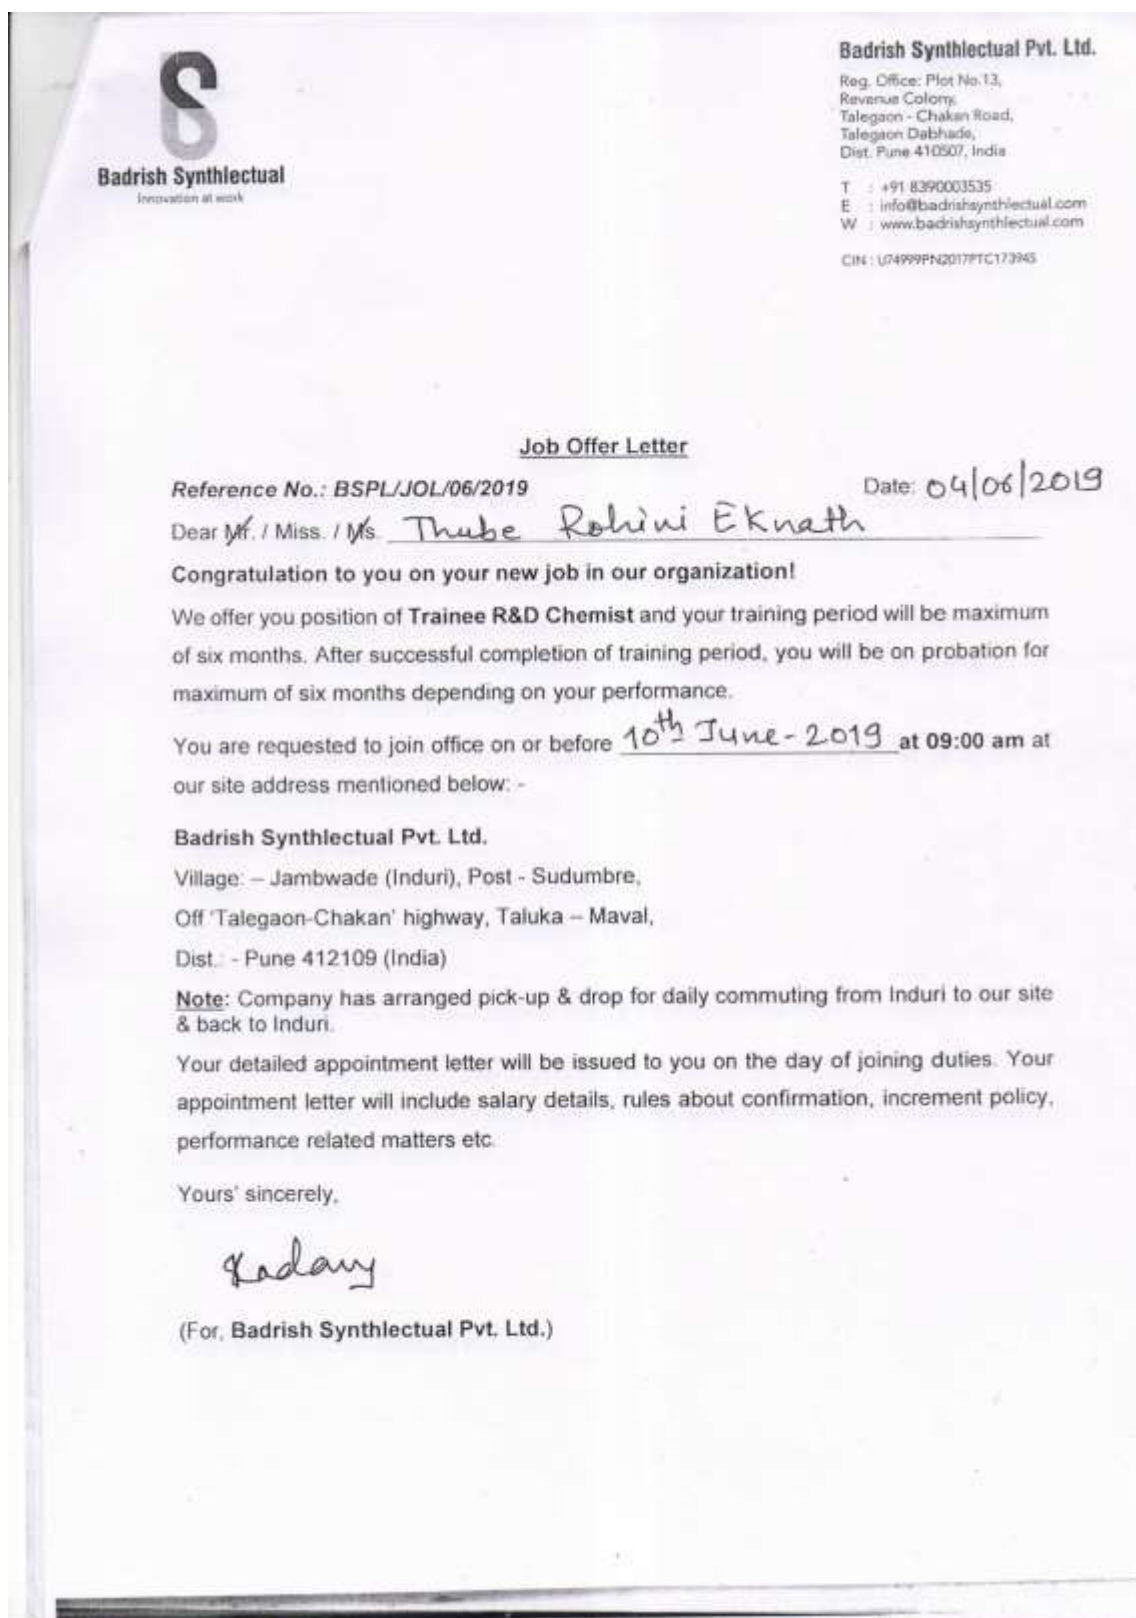 Badrish Synthlectual
Innovation at work
Badrish Synthlectual Pvt. Ltd.
Reg. Office: Plot No.13,
Revenue Colony,
Talegaon - Chakan Road,
Talegaon Dabhade,
Dist. Pune 410507, India
T : +91 8390003535
E : info@badrishsynthlectual.com
W : www.badrishsynthlectual.com
CIN : U74999PN2017PTC173945
Job Offer Letter
Reference No.: BSPL/JOL/06/2019 Date: 04/06/2019
Dear Mr. / Miss. / Ms. Thube Rohini Eknath
Congratulation to you on your new job in our organization!
We offer you position of Trainee R&D Chemist and your training period will be maximum
of six months. After successful completion of training period, you will be on probation for
maximum of six months depending on your performance.
You are requested to join office on or before 10th June-2019 at 09:00 am at
our site address mentioned below: -
Badrish Synthlectual Pvt. Ltd.
Village: – Jambwade (Induri), Post - Sudumbre,
Off 'Talegaon-Chakan' highway, Taluka – Maval,
Dist.: - Pune 412109 (India)
Note: Company has arranged pick-up & drop for daily commuting from Induri to our site
& back to Induri.
Your detailed appointment letter will be issued to you on the day of joining duties. Your
appointment letter will include salary details, rules about confirmation, increment policy,
performance related matters etc.
Yours' sincerely,
(For, Badrish Synthlectual Pvt. Ltd.)